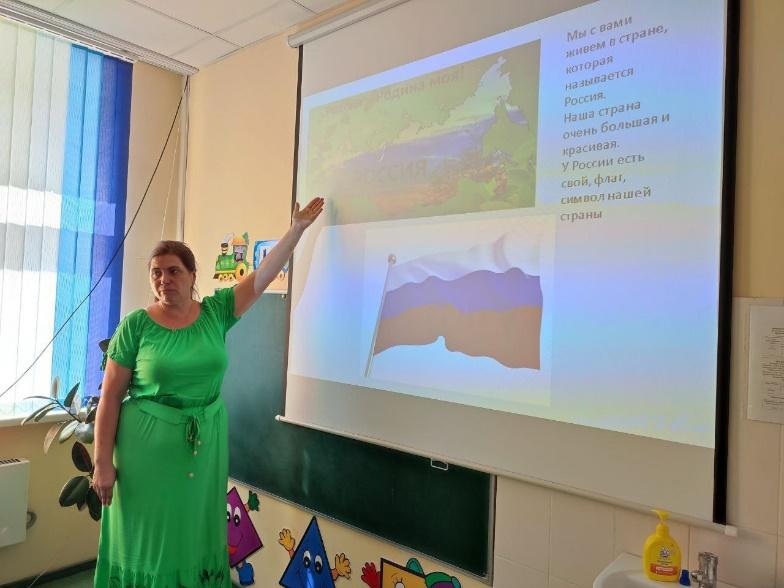 Россия - Родина моя!
РОССИЯ
Мы с вами
живем в стране,
которая
называется
Россия.
Наша страна
очень большая и
красивая.
У России есть
свой, флаг,
символ нашей
страны